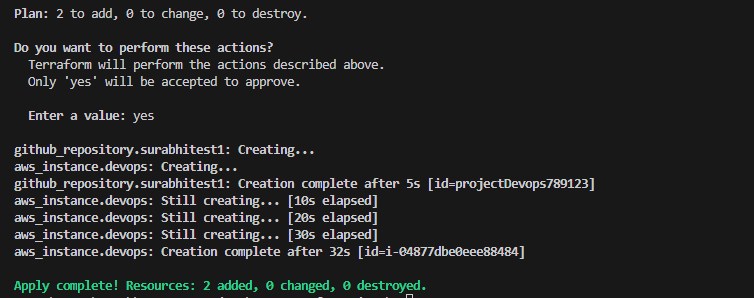 Plan: 2 to add, 0 to change, 0 to destroy.
Do you want to perform these actions?
Terraform will perform the actions described above.
Only 'yes' will be accepted to approve.
Enter a value: yes
github_repository.surabhitest1: Creating...
aws_instance.devops: Creating...
github_repository.surabhitest1: Creation complete after 5s [id=projectDevops789123]
aws_instance.devops: Still creating... [10s elapsed]
aws_instance.devops: Still creating... [20s elapsed]
aws_instance.devops: Still creating... [30s elapsed]
aws_instance.devops: Creation complete after 32s [id=i-04877dbe0eee88484]
Apply complete! Resources: 2 added, 0 changed, 0 destroyed.